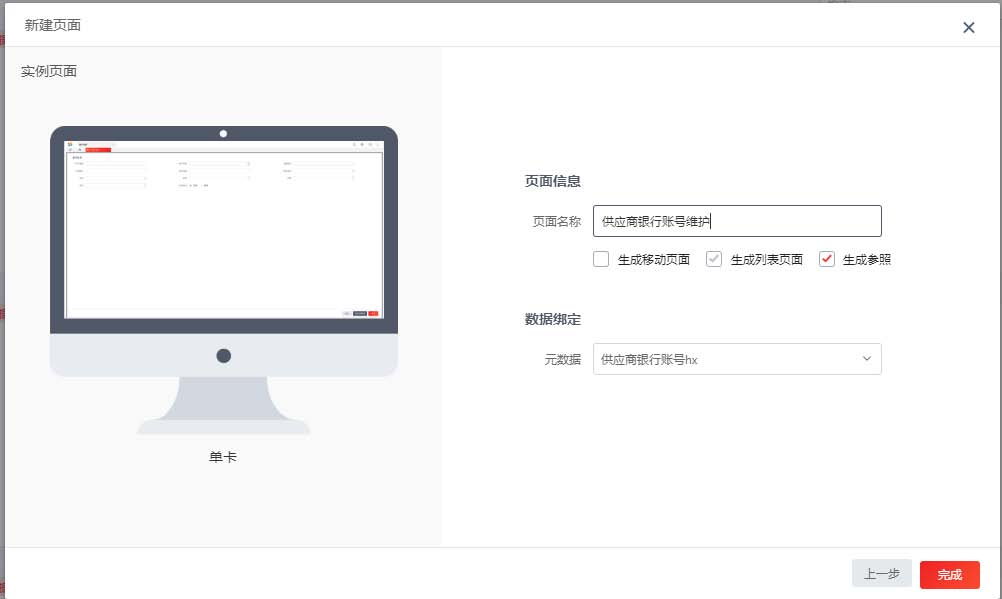 新建页面
实例页面
页面信息
页面名称 供应商银行账号维护
生成移动页面 生成列表页面 生成参照
数据绑定
元数据 供应商银行账号hx
单卡
上一步 完成